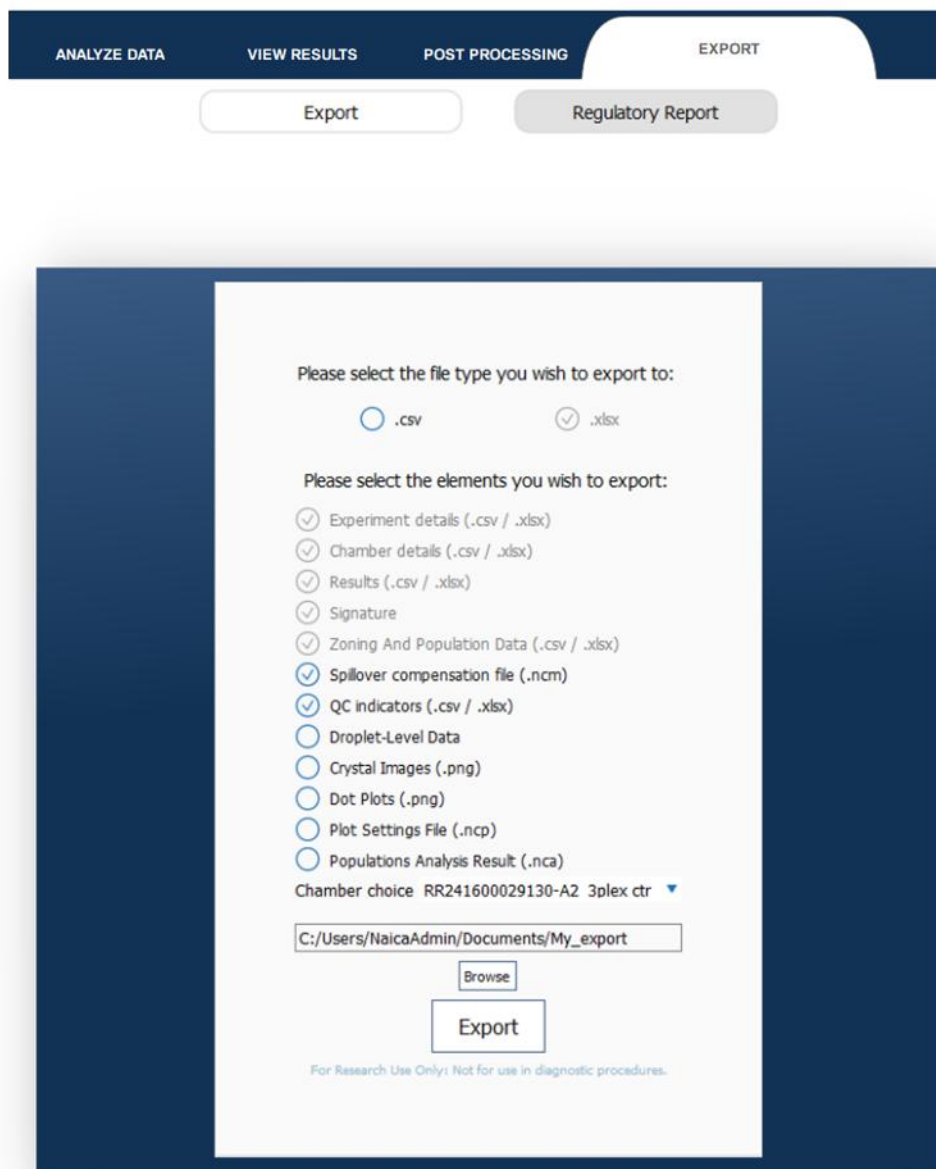 ANALYZE DATA VIEW RESULTS POST PROCESSING EXPORT
Export Regulatory Report
Please select the file type you wish to export to:
.csv .xlsx
Please select the elements you wish to export:
Experiment details (.csv / .xlsx)
Chamber details (.csv / .xlsx)
Results (.csv / .xlsx)
Signature
Zoning And Population Data (.csv / .xlsx)
Spillover compensation file (.ncm)
QC indicators (.csv / .xlsx)
Droplet-Level Data
Crystal Images (.png)
Dot Plots (.png)
Plot Settings File (.ncp)
Populations Analysis Result (.nca)
Chamber choice RR241600029130-A2 3plex ctr
C:/Users/NaicaAdmin/Documents/My_export
Browse
Export
For Research Use Only: Not for use in diagnostic procedures.